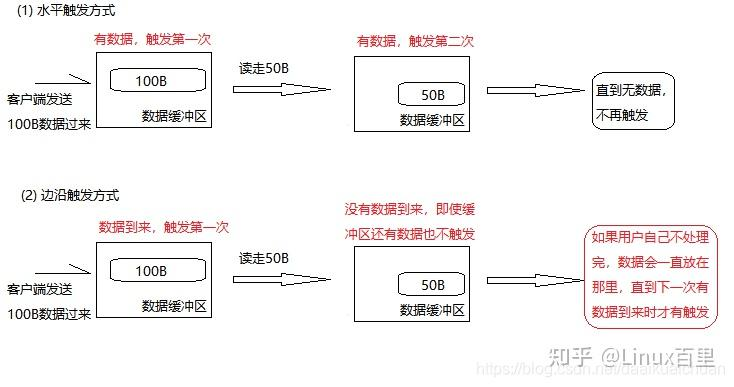 (1) 水平触发方式
有数据，触发第一次
有数据，触发第二次
100B
读走50B
50B
直到无数据，
不再触发
客户端发送
100B数据过来
数据缓冲区
数据缓冲区
(2) 边沿触发方式
数据到来，触发第一次
没有数据到来，即使缓
冲区还有数据也不触发
100B
读走50B
50B
如果用户自己不处理
完，数据会一直放在
那里，直到下一次有
数据到来时才有触发
客户端发送
100B数据过来
数据缓冲区
数据缓冲区
知乎 @Linux百里
https://blog.csdn.net/daaikuaichuan